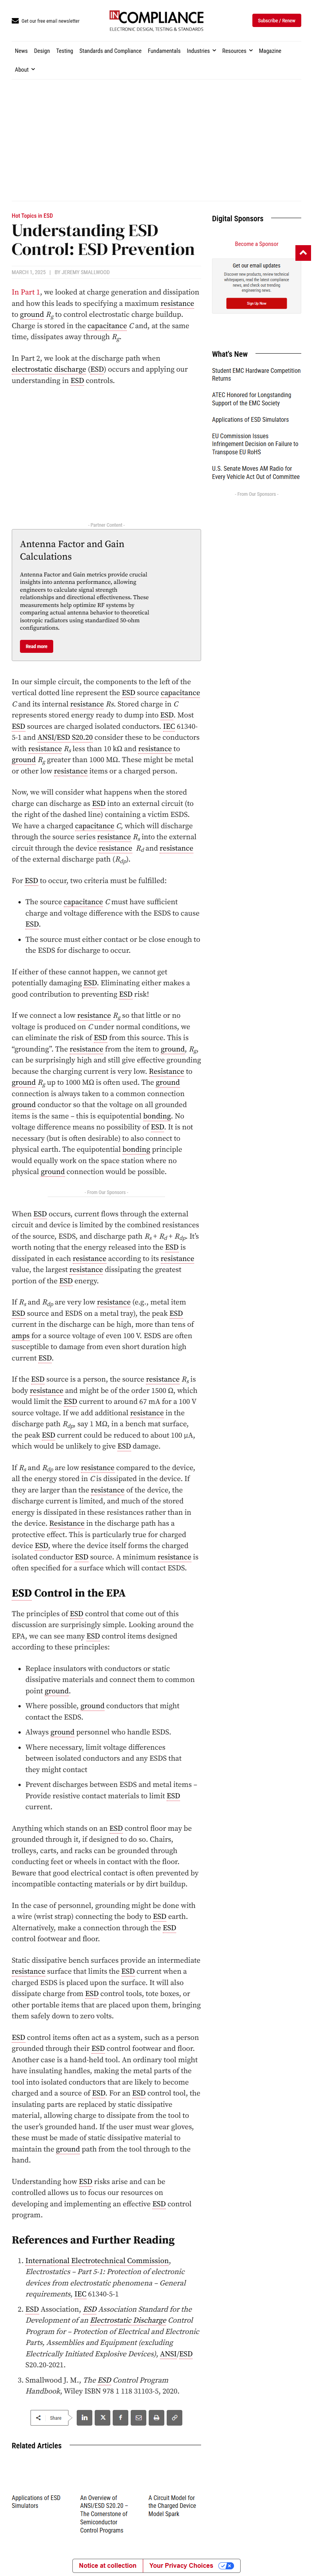 Get our free email newsletter
INCOMPLIANCE
ELECTRONIC DESIGN, TESTING & STANDARDS
Subscribe / Renew
News Design Testing Standards and Compliance Fundamentals Industries Resources Magazine
About
Hot Topics in ESD
Understanding ESD
Control: ESD Prevention
MARCH 1, 2025 | BY JEREMY SMALLWOOD
In Part 1, we looked at charge generation and dissipation
and how this leads to specifying a maximum resistance
to ground Rg to control electrostatic charge buildup.
Charge is stored in the capacitance C and, at the same
time, dissipates away through Rg.
In Part 2, we look at the discharge path when
electrostatic discharge (ESD) occurs and applying our
understanding in ESD controls.
- Partner Content -
Antenna Factor and Gain
Calculations
Antenna Factor and Gain metrics provide crucial
insights into antenna performance, allowing
engineers to calculate signal strength
relationships and directional effectiveness. These
measurements help optimize RF systems by
comparing actual antenna behavior to theoretical
isotropic radiators using standardized 50-ohm
configurations.
Read more
In our simple circuit, the components to the left of the
vertical dotted line represent the ESD source capacitance
C and its internal resistance Rs. Stored charge in C
represents stored energy ready to dump into ESD. Most
ESD sources are charged isolated conductors. IEC 61340-
5-1 and ANSI/ESD S20.20 consider these to be conductors
with resistance Rs less than 10 kΩ and resistance to
ground Rg greater than 1000 MΩ. These might be metal
or other low resistance items or a charged person.
Now, we will consider what happens when the stored
charge can discharge as ESD into an external circuit (to
the right of the dashed line) containing a victim ESDS.
We have a charged capacitance C, which will discharge
through the source series resistance Rs into the external
circuit through the device resistance Rd and resistance
of the external discharge path (Rdp).
For ESD to occur, two criteria must be fulfilled:
• The source capacitance C must have sufficient
charge and voltage difference with the ESDS to cause
ESD.
• The source must either contact or be close enough to
the ESDS for discharge to occur.
If either of these cannot happen, we cannot get
potentially damaging ESD. Eliminating either makes a
good contribution to preventing ESD risk!
If we connect a low resistance Rg so that little or no
voltage is produced on C under normal conditions, we
can eliminate the risk of ESD from this source. This is
“grounding”. The resistance from the item to ground, Rg,
can be surprisingly high and still give effective grounding
because the charging current is very low. Resistance to
ground Rg up to 1000 MΩ is often used. The ground
connection is always taken to a common connection
ground conductor so that the voltage on all grounded
items is the same – this is equipotential bonding. No
voltage difference means no possibility of ESD. It is not
necessary (but is often desirable) to also connect to
physical earth. The equipotential bonding principle
would equally work on the space station where no
physical ground connection would be possible.
- From Our Sponsors -
When ESD occurs, current flows through the external
circuit and device is limited by the combined resistances
of the source, ESDS, and discharge path Rs + Rd + Rdp. It’s
worth noting that the energy released into the ESD is
dissipated in each resistance according to its resistance
value, the largest resistance dissipating the greatest
portion of the ESD energy.
If Rs and Rdp are very low resistance (e.g., metal item
ESD source and ESDS on a metal tray), the peak ESD
current in the discharge can be high, more than tens of
amps for a source voltage of even 100 V. ESDS are often
susceptible to damage from even short duration high
current ESD.
If the ESD source is a person, the source resistance Rs is
body resistance and might be of the order 1500 Ω, which
would limit the ESD current to around 67 mA for a 100 V
source voltage. If we add additional resistance in the
discharge path Rdp, say 1 MΩ, in a bench mat surface,
the peak ESD current could be reduced to about 100 μA,
which would be unlikely to give ESD damage.
If Rs and Rdp are low resistance compared to the device,
all the energy stored in C is dissipated in the device. If
they are larger than the resistance of the device, the
discharge current is limited, and much of the stored
energy is dissipated in these resistances rather than in
the device. Resistance in the discharge path has a
protective effect. This is particularly true for charged
device ESD, where the device itself forms the charged
isolated conductor ESD source. A minimum resistance is
often specified for a surface which will contact ESDS.
ESD Control in the EPA
The principles of ESD control that come out of this
discussion are surprisingly simple. Looking around the
EPA, we can see many ESD control items designed
according to these principles:
• Replace insulators with conductors or static
dissipative materials and connect them to common
point ground.
• Where possible, ground conductors that might
contact the ESDS.
• Always ground personnel who handle ESDS.
• Where necessary, limit voltage differences
between isolated conductors and any ESDS that
they might contact
• Prevent discharges between ESDS and metal items –
Provide resistive contact materials to limit ESD
current.
Anything which stands on an ESD control floor may be
grounded through it, if designed to do so. Chairs,
trolleys, carts, and racks can be grounded through
conductive feet or wheels in contact with the floor.
Beware that good electrical contact is often prevented by
incompatible contacting materials or by dirt buildup.
In the case of personnel, grounding might be done with
a wire (wrist strap) connecting the body to ESD earth.
Alternatively, make a connection through the ESD
control footwear and floor.
Static dissipative bench surfaces provide an intermediate
resistance surface that limits the ESD current when a
charged ESDS is placed upon the surface. It will also
dissipate charge from ESD control tools, tote boxes, or
other portable items that are placed upon them, bringing
them safely down to zero volts.
ESD control items often act as a system, such as a person
grounded through their ESD control footwear and floor.
Another case is a hand-held tool. An ordinary tool might
have insulating handles, making the metal parts of the
tool into isolated conductors that are likely to become
charged and a source of ESD. For an ESD control tool, the
insulating parts are replaced by static dissipative
material, allowing charge to dissipate from the tool to
the user’s grounded hand. If the user must wear gloves,
these must be made of static dissipative material to
maintain the ground path from the tool through to the
hand.
Understanding how ESD risks arise and can be
controlled allows us to focus our resources on
developing and implementing an effective ESD control
program.
References and Further Reading
1. International Electrotechnical Commission,
Electrostatics – Part 5-1: Protection of electronic
devices from electrostatic phenomena – General
requirements, IEC 61340-5-1
2. ESD Association, ESD Association Standard for the
Development of an Electrostatic Discharge Control
Program for – Protection of Electrical and Electronic
Parts, Assemblies and Equipment (excluding
Electrically Initiated Explosive Devices), ANSI/ESD
S20.20-2021.
3. Smallwood J. M., The ESD Control Program
Handbook, Wiley ISBN 978 1 118 31103-5, 2020.
Share
Related Articles
Applications of ESD
Simulators
An Overview of
ANSI/ESD S20.20 –
The Cornerstone of
Semiconductor
Control Programs
A Circuit Model for
the Charged Device
Model Spark
Digital Sponsors
Become a Sponsor
Get our email updates
Discover new products, review technical
whitepapers, read the latest compliance
news, and check out trending
engineering news.
Sign Up Now
What's New
Student EMC Hardware Competition
Returns
ATEC Honored for Longstanding
Support of the EMC Society
Applications of ESD Simulators
EU Commission Issues
Infringement Decision on Failure to
Transpose EU RoHS
U.S. Senate Moves AM Radio for
Every Vehicle Act Out of Committee
- From Our Sponsors -
Notice at collection
Your Privacy Choices